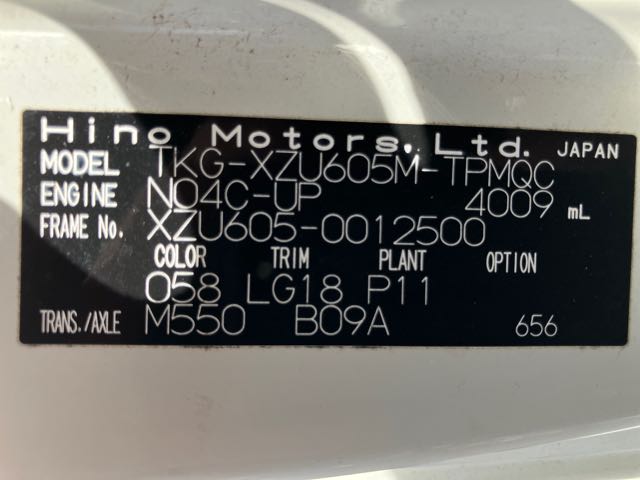 Hino Motors, Ltd. JAPAN
MODEL TKG-XZU605M-TPMQC
ENGINE N04C-UP 4009 mL
FRAME No. XZU605-0012500
COLOR TRIM PLANT OPTION
058 LG18 P11
TRANS./AXLE M550 B09A 656